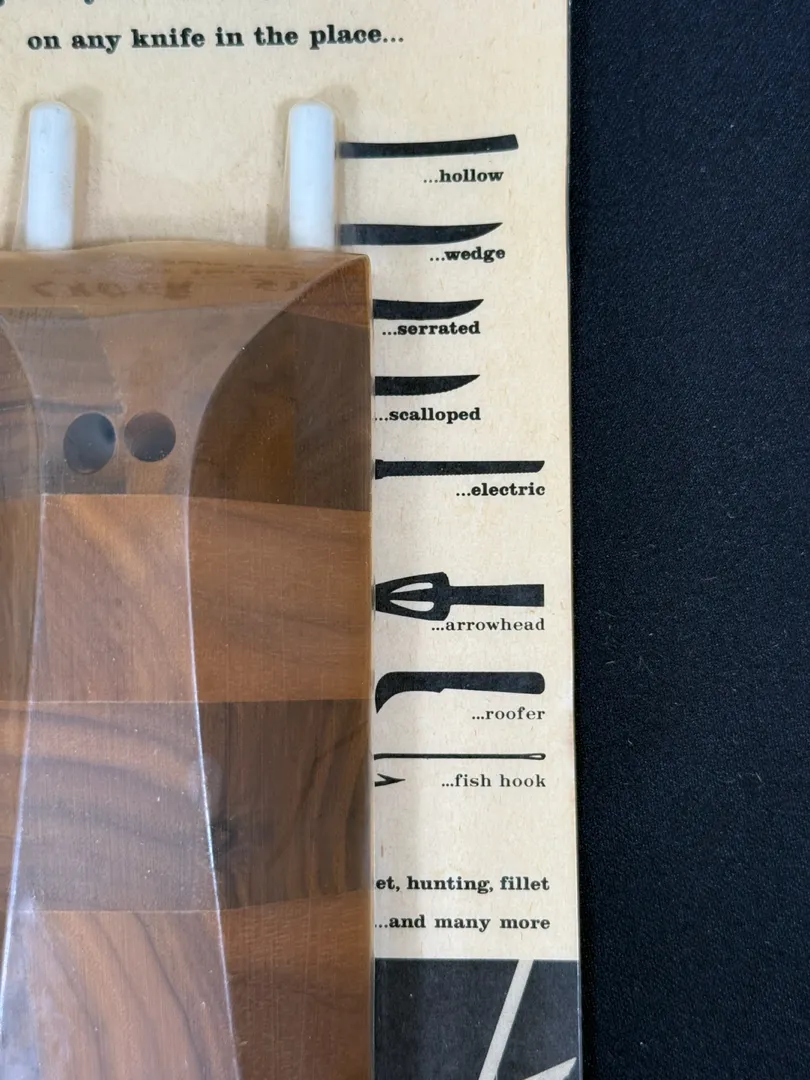 on any knife in the place...
...hollow
...wedge
...serrated
...scalloped
...electric
...arrowhead
...roofer
...fish hook
et, hunting, fillet
...and many more